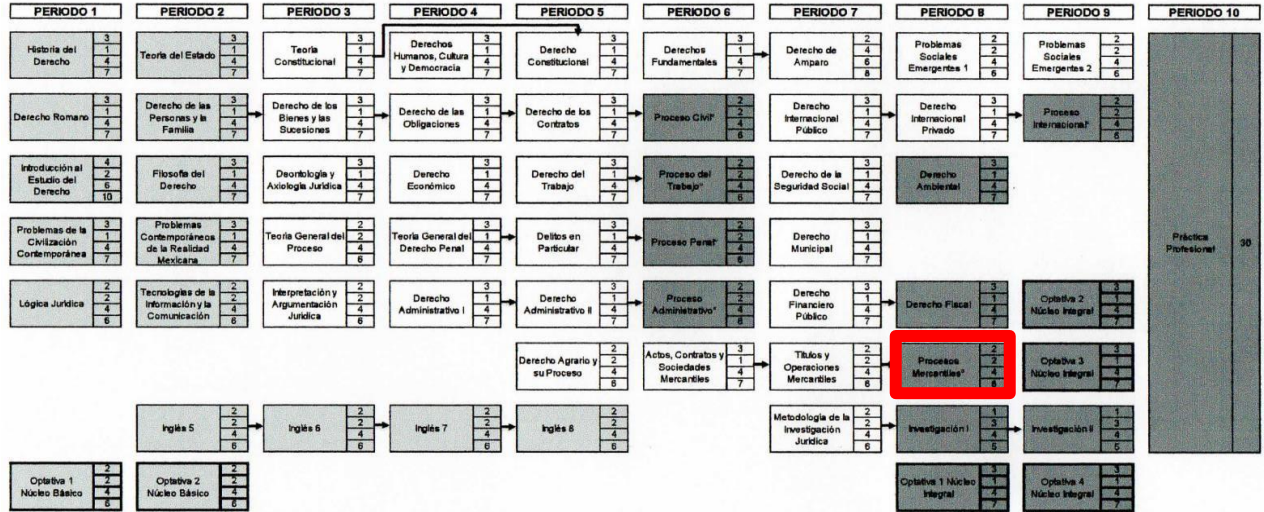 PERIODO 1
PERIODO 2
PERIODO 3
PERIODO 4
PERIODO 5
PERIODO 6
PERIODO 7
PERIODO 8
PERIODO 9
PERIODO 10
Historia del
Derecho
3
1
4
7
Teoría del Estado
3
1
4
7
Teoría
Constitucional
3
1
4
7
Derechos
Humanos, Cultura
y Democracia
3
1
4
7
Derecho
Constitucional
3
1
4
7
Derechos
Fundamentales
3
1
4
7
Derecho de
Amparo
2
4
6
8
Problemas
Sociales
Emergentes 1
2
2
4
6
Problemas
Sociales
Emergentes 2
2
2
4
6
Práctica
Profesional
30
Derecho Romano
3
1
4
7
Derecho de las
Personas y la
Familia
3
1
4
7
Derecho de los
Bienes y las
Sucesiones
3
1
4
7
Derecho de las
Obligaciones
3
1
4
7
Derecho de los
Contratos
3
1
4
7
Proceso Civil°
2
2
4
6
Derecho
Internacional
Público
3
1
4
7
Derecho
Internacional
Privado
3
1
4
7
Proceso
Internacional°
2
2
4
6
Introducción al
Estudio del
Derecho
4
2
6
10
Filosofía del
Derecho
3
1
4
7
Deontología y
Axiología Jurídica
3
1
4
7
Derecho
Económico
3
1
4
7
Derecho del
Trabajo
3
1
4
7
Proceso del
Trabajo°
2
2
4
6
Derecho de la
Seguridad Social
3
1
4
7
Derecho
Ambiental
3
1
4
7
Problemas de la
Civilización
Contemporánea
3
1
4
7
Problemas
Contemporáneos
de la Realidad
Mexicana
3
1
4
7
Teoría General del
Proceso
2
2
4
6
Teoría General del
Derecho Penal
3
1
4
7
Delitos en
Particular
3
1
4
7
Proceso Penal°
2
2
4
6
Derecho
Municipal
3
1
4
7
Lógica Jurídica
2
2
4
6
Tecnologías de la
Información y la
Comunicación
2
2
4
6
Interpretación y
Argumentación
Jurídica
2
2
4
6
Derecho
Administrativo I
3
1
4
7
Derecho
Administrativo II
3
1
4
7
Proceso
Administrativo°
2
2
4
6
Derecho
Financiero
Público
3
1
4
7
Derecho Fiscal
3
1
4
7
Optativa 2
Núcleo Integral
3
1
4
7
Derecho Agrario y
su Proceso
2
2
4
6
Actos, Contratos y
Sociedades
Mercantiles
3
1
4
7
Títulos y
Operaciones
Mercantiles
2
2
4
6
Procesos
Mercantiles°
2
2
4
6
Optativa 3
Núcleo Integral
3
1
4
7
Inglés 5
2
2
4
6
Inglés 6
2
2
4
6
Inglés 7
2
2
4
6
Inglés 8
2
2
4
6
Metodología de la
Investigación
Jurídica
2
2
4
6
Investigación I
1
3
4
5
Investigación II
1
3
4
5
Optativa 1
Núcleo Básico
2
2
4
6
Optativa 2
Núcleo Básico
2
2
4
6
Optativa 1 Núcleo
Integral
3
1
4
7
Optativa 4
Núcleo Integral
3
1
4
7